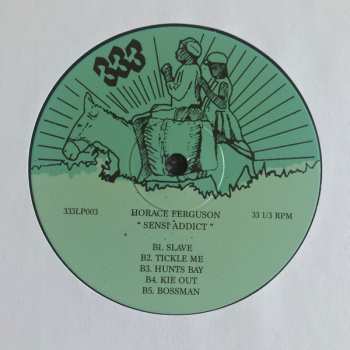 333
333LP003
HORACE FERGUSON
33 1/3 RPM
" SENSI ADDICT "
B1. SLAVE
B2. TICKLE ME
B3. HUNTS BAY
B4. KIE OUT
B5. BOSSMAN